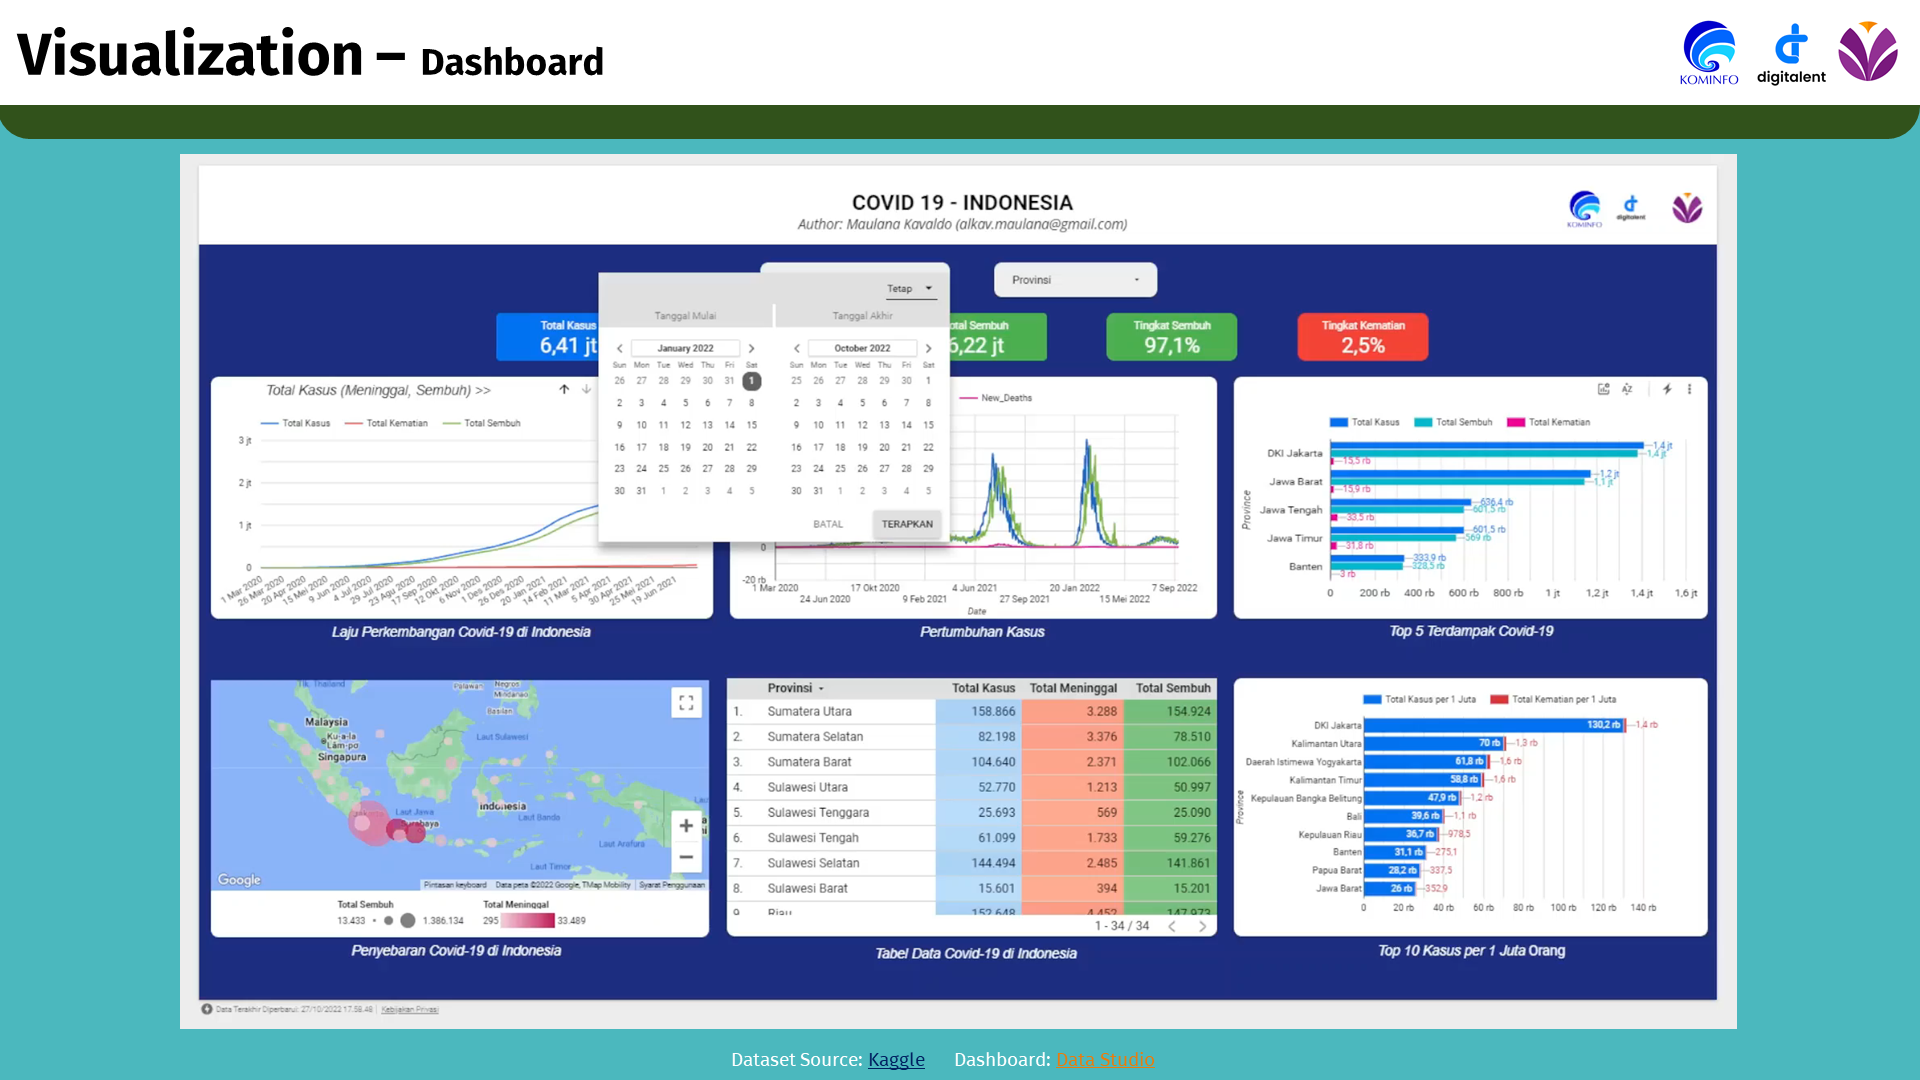 Visualization – Dashboard
KOMINFO
digitalent
COVID 19 - INDONESIA
Author: Maulana Kavaldo (alkav.maulana@gmail.com)
KOMINFO
digitalent
Provinsi
Tetap
Tanggal Mulai
Tanggal Akhir
January 2022
October 2022
Sun Mon Tue Wed Thu Fri Sat
26 27 28 29 30 31 1
2 3 4 5 6 7 8
9 10 11 12 13 14 15
16 17 18 19 20 21 22
23 24 25 26 27 28 29
30 31 1 2 3 4 5
Sun Mon Tue Wed Thu Fri Sat
25 26 27 28 29 30 1
2 3 4 5 6 7 8
9 10 11 12 13 14 15
16 17 18 19 20 21 22
23 24 25 26 27 28 29
30 31 1 2 3 4 5
BATAL
TERAPKAN
Total Kasus
6,41 jt
Sembuh
6,22 jt
Tingkat Sembuh
97,1%
Tingkat Kematian
2,5%
Total Kasus (Meninggal, Sembuh) >>
Total Kasus Total Kematian Total Sembuh
3 jt
2 jt
1 jt
0
1 Mar 2020
26 Mar 2020
20 Apr 2020
15 Mei 2020
9 Jun 2020
4 Jul 2020
29 Jul 2020
23 Agu 2020
17 Sep 2020
12 Okt 2020
6 Nov 2020
1 Des 2020
26 Des 2020
20 Jan 2021
14 Feb 2021
11 Mar 2021
5 Apr 2021
30 Apr 2021
25 Mei 2021
19 Jun 2021
Laju Perkembangan Covid-19 di Indonesia
New_Deaths
0
-20 rb
1 Mar 2020 17 Okt 2020 4 Jun 2021 20 Jan 2022 7 Sep 2022
24 Jun 2020 9 Feb 2021 27 Sep 2021 15 Mei 2022
Date
Pertumbuhan Kasus
Total Kasus Total Sembuh Total Kematian
Province
DKI Jakarta 1,4 jt 1,4 jt 15,5 rb
Jawa Barat 1,2 jt 1,1 jt 15,9 rb
Jawa Tengah 636,4 rb 601,5 rb 33,5 rb
Jawa Timur 601,5 rb 569 rb 31,8 rb
Banten 333,9 rb 328,5 rb 3 rb
0 200 rb 400 rb 600 rb 800 rb 1 jt 1,2 jt 1,4 jt 1,6 jt
Top 5 Terdampak Covid-19
Tlk. Thailand
Palawan
Negros
Mindanao
Basilan
Malaysia
Ku-a-la
Lam-po
Singapura
Laut Sulawesi
Laut Jawa
Surabaya
Indonesia
Laut Banda
Laut Arafura
Laut Timor
Google
Pintasan keyboard Data peta ©2022 Google, TMap Mobility Syarat Penggunaan
Total Sembuh
13.433 1.386.134
Total Meninggal
295 33.489
Penyebaran Covid-19 di Indonesia
Provinsi Total Kasus Total Meninggal Total Sembuh
1. Sumatera Utara 158.866 3.288 154.924
2. Sumatera Selatan 82.198 3.376 78.510
3. Sumatera Barat 104.640 2.371 102.066
4. Sulawesi Utara 52.770 1.213 50.997
5. Sulawesi Tenggara 25.693 569 25.090
6. Sulawesi Tengah 61.099 1.733 59.276
7. Sulawesi Selatan 144.494 2.485 141.861
8. Sulawesi Barat 15.601 394 15.201
9. Riau 152.648 4.452 147.973
1 - 34 / 34
Tabel Data Covid-19 di Indonesia
Total Kasus per 1 Juta Total Kematian per 1 Juta
Province
DKI Jakarta 130,2 rb 1,4 rb
Kalimantan Utara 70 rb 1,3 rb
Daerah Istimewa Yogyakarta 61,8 rb 1,6 rb
Kalimantan Timur 58,8 rb 1,6 rb
Kepulauan Bangka Belitung 47,9 rb 1,2 rb
Bali 39,6 rb 1,1 rb
Kepulauan Riau 36,7 rb 978,5
Banten 31,1 rb 275,1
Papua Barat 28,2 rb 337,5
Jawa Barat 26 rb 352,9
0 20 rb 40 rb 60 rb 80 rb 100 rb 120 rb 140 rb
Top 10 Kasus per 1 Juta Orang
Data Terakhir Diperbarui: 27/10/2022 17.58.48 Kebijakan Privasi
Dataset Source: Kaggle Dashboard: Data Studio